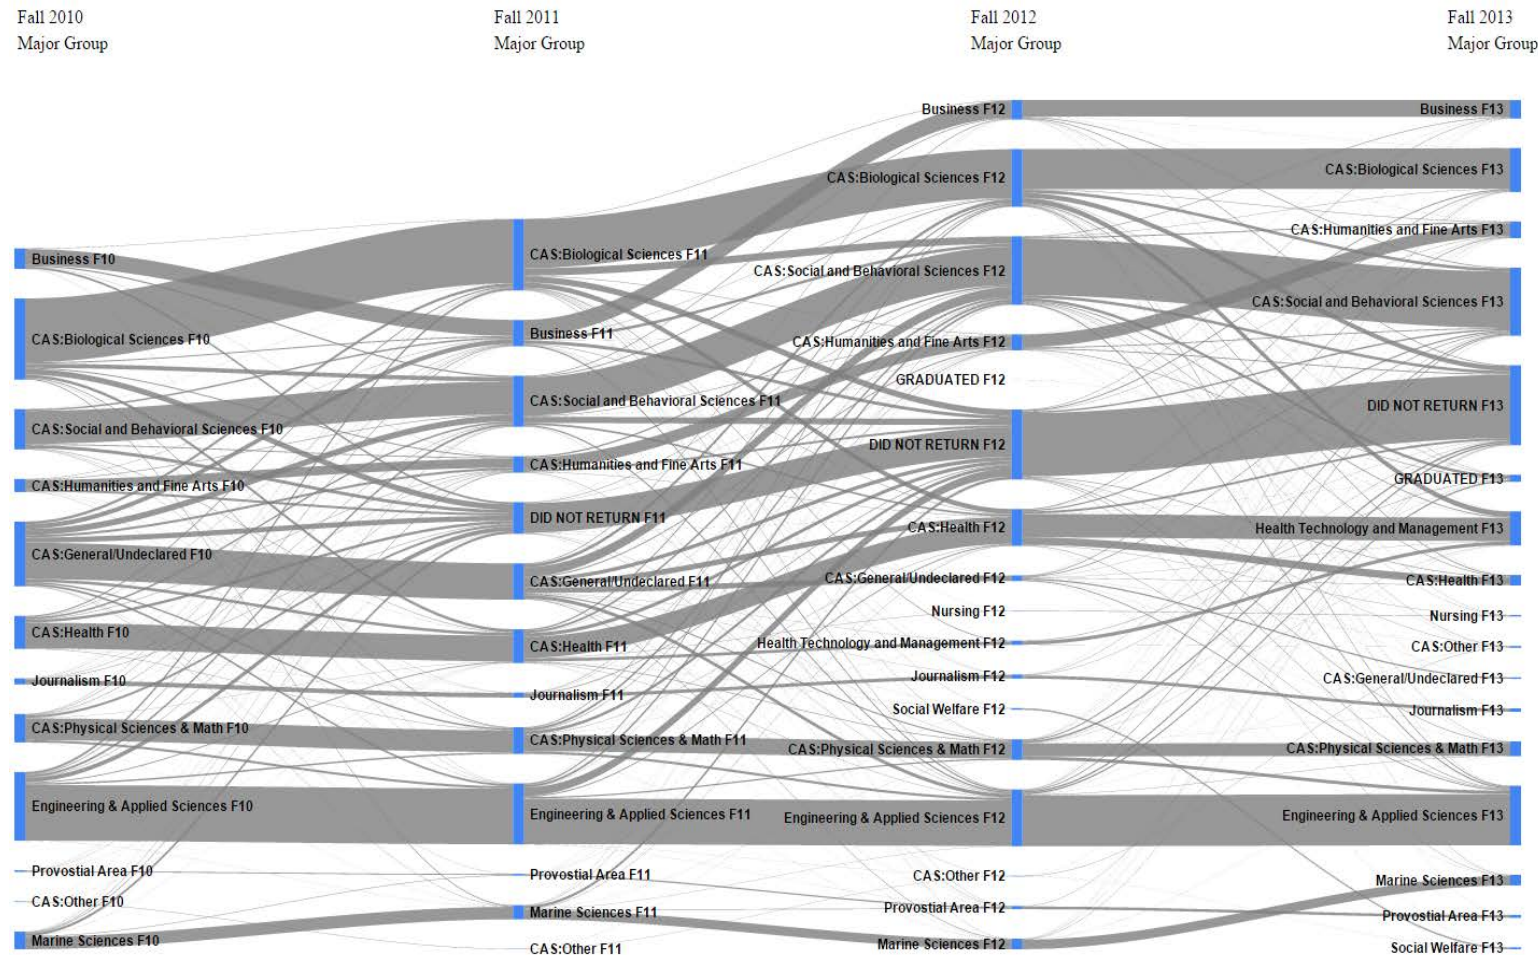 Fall 2010
Major Group
Fall 2011
Major Group
Fall 2012
Major Group
Fall 2013
Major Group
Business F10
CAS:Biological Sciences F10
CAS:Social and Behavioral Sciences F10
CAS:Humanities and Fine Arts F10
CAS:General/Undeclared F10
CAS:Health F10
Journalism F10
CAS:Physical Sciences & Math F10
Engineering & Applied Sciences F10
Provostial Area F10
CAS:Other F10
Marine Sciences F10
CAS:Biological Sciences F11
Business F11
CAS:Social and Behavioral Sciences F11
CAS:Humanities and Fine Arts F11
DID NOT RETURN F11
CAS:General/Undeclared F11
CAS:Health F11
Journalism F11
CAS:Physical Sciences & Math F11
Engineering & Applied Sciences F11
Provostial Area F11
Marine Sciences F11
CAS:Other F11
Business F12
CAS:Biological Sciences F12
CAS:Social and Behavioral Sciences F12
CAS:Humanities and Fine Arts F12
GRADUATED F12
DID NOT RETURN F12
CAS:Health F12
CAS:General/Undeclared F12
Nursing F12
Health Technology and Management F12
Journalism F12
Social Welfare F12
CAS:Physical Sciences & Math F12
Engineering & Applied Sciences F12
CAS:Other F12
Provostial Area F12
Marine Sciences F12
Business F13
CAS:Biological Sciences F13
CAS:Humanities and Fine Arts F13
CAS:Social and Behavioral Sciences F13
DID NOT RETURN F13
GRADUATED F13
Health Technology and Management F13
CAS:Health F13
Nursing F13
CAS:Other F13
CAS:General/Undeclared F13
Journalism F13
CAS:Physical Sciences & Math F13
Engineering & Applied Sciences F13
Marine Sciences F13
Provostial Area F13
Social Welfare F13